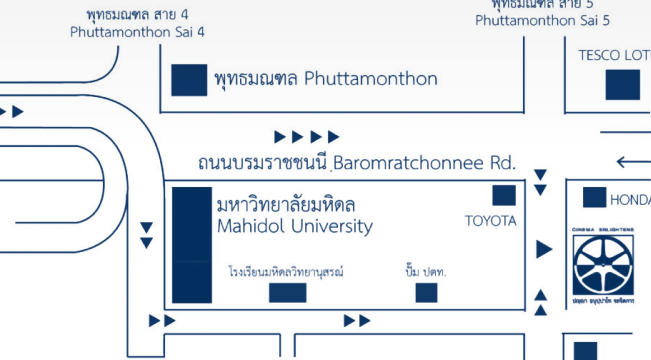 พุทธมณฑล สาย 4
Phuttamonthon Sai 4
พุทธมณฑล สาย 5
Phuttamonthon Sai 5
TESCO LOT
พุทธมณฑล Phuttamonthon
ถนนบรมราชชนนี Baromratchonnee Rd.
มหาวิทยาลัยมหิดล
Mahidol University
TOYOTA
HONDA
CINEMA ENLIGHTENS
โรงเรียนมหิดลวิทยานุสรณ์
ปั๊ม ปตท.